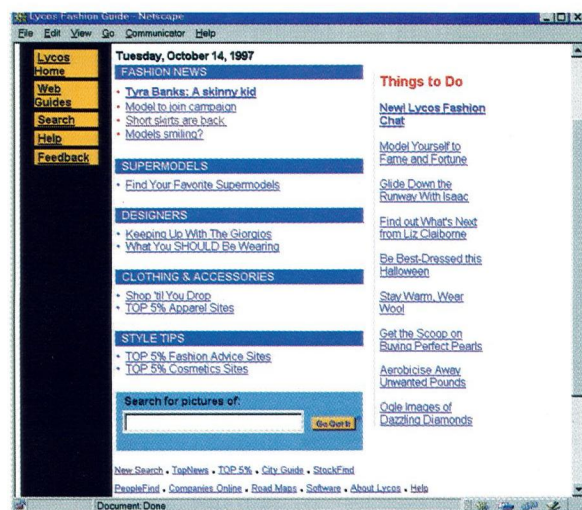 Lycos Fashion Guide - Netscape
File Edit View Go Communicator Help
Lycos
Home
Web
Guides
Search
Help
Feedback
Tuesday, October 14, 1997
FASHION NEWS
• Tyra Banks: A skinny kid
• Model to join campaign
• Short skirts are back
• Models smiling?
SUPERMODELS
• Find Your Favorite Supermodels
DESIGNERS
• Keeping Up With The Giorgios
• What You SHOULD Be Wearing
CLOTHING & ACCESSORIES
• Shop 'til You Drop
• TOP 5% Apparel Sites
STYLE TIPS
• TOP 5% Fashion Advice Sites
• TOP 5% Cosmetics Sites
Search for pictures of:
Go Get It
Things to Do
New! Lycos Fashion
Chat
Model Yourself to
Fame and Fortune
Glide Down the
Runway With Isaac
Find out What's Next
from Liz Claiborne
Be Best-Dressed this
Halloween
Stay Warm, Wear
Wool
Get the Scoop on
Buying Perfect Pearls
Aerobicise Away
Unwanted Pounds
Ogle Images of
Dazzling Diamonds
New Search • TopNews • TOP 5% • City Guide • StockFind
PeopleFind • Companies Online • Road Maps • Software • About Lycos • Help
Document: Done